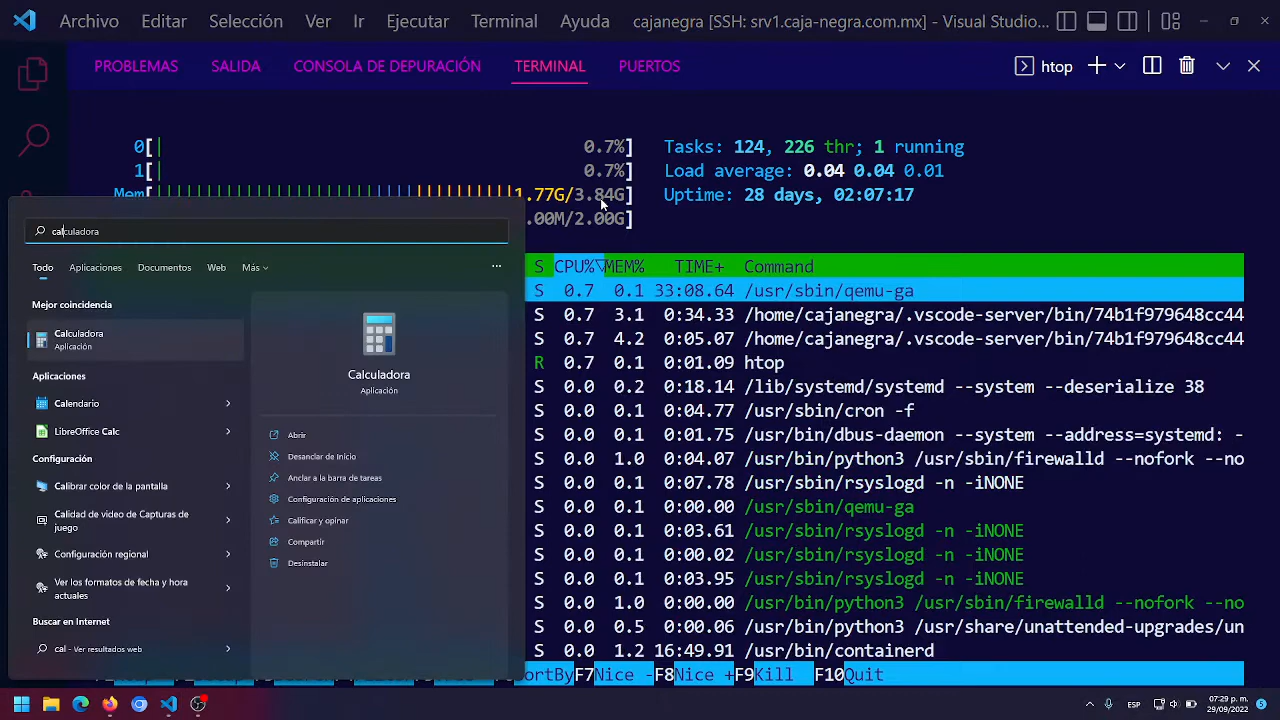 Archivo Editar Selección Ver Ir Ejecutar Terminal Ayuda cajanegra [SSH: srv1.caja-negra.com.mx] - Visual Studio...
PROBLEMAS SALIDA CONSOLA DE DEPURACIÓN TERMINAL PUERTOS htop
0[| 0.7%] Tasks: 124, 226 thr; 1 running
1[| 0.7%] Load average: 0.04 0.04 0.01
Mem[ 1.77G/3.84G] Uptime: 28 days, 02:07:17
.00M/2.00G]
calculadora
Todo Aplicaciones Documentos Web Más ...
Mejor coincidencia
Calculadora
Aplicación
Aplicaciones
Calendario
LibreOffice Calc
Configuración
Calibrar color de la pantalla
Calidad de video de Capturas de
juego
Configuración regional
Ver los formatos de fecha y hora
actuales
Buscar en Internet
cal - Ver resultados web
Calculadora
Aplicación
Abrir
Desanclar de Inicio
Anclar a la barra de tareas
Configuración de aplicaciones
Calificar y opinar
Compartir
Desinstalar
S CPU%▽MEM% TIME+ Command
S 0.7 0.1 33:08.64 /usr/sbin/qemu-ga
S 0.7 3.1 0:34.33 /home/cajanegra/.vscode-server/bin/74b1f979648cc44
S 0.7 4.2 0:05.07 /home/cajanegra/.vscode-server/bin/74b1f979648cc44
R 0.7 0.1 0:01.09 htop
S 0.0 0.2 0:18.14 /lib/systemd/systemd --system --deserialize 38
S 0.0 0.1 0:04.77 /usr/sbin/cron -f
S 0.0 0.1 0:01.75 /usr/bin/dbus-daemon --system --address=systemd: -
S 0.0 1.0 0:04.07 /usr/bin/python3 /usr/sbin/firewalld --nofork --no
S 0.0 0.1 0:07.78 /usr/sbin/rsyslogd -n -iNONE
S 0.0 0.1 0:00.00 /usr/sbin/qemu-ga
S 0.0 0.1 0:03.61 /usr/sbin/rsyslogd -n -iNONE
S 0.0 0.1 0:00.02 /usr/sbin/rsyslogd -n -iNONE
S 0.0 0.1 0:03.95 /usr/sbin/rsyslogd -n -iNONE
S 0.0 1.0 0:00.00 /usr/bin/python3 /usr/sbin/firewalld --nofork --no
S 0.0 0.5 0:00.06 /usr/bin/python3 /usr/share/unattended-upgrades/un
S 0.0 1.2 16:49.91 /usr/bin/containerd
ortByF7Nice -F8Nice +F9Kill F10Quit
ESP 07:29 p. m.
29/09/2022 5